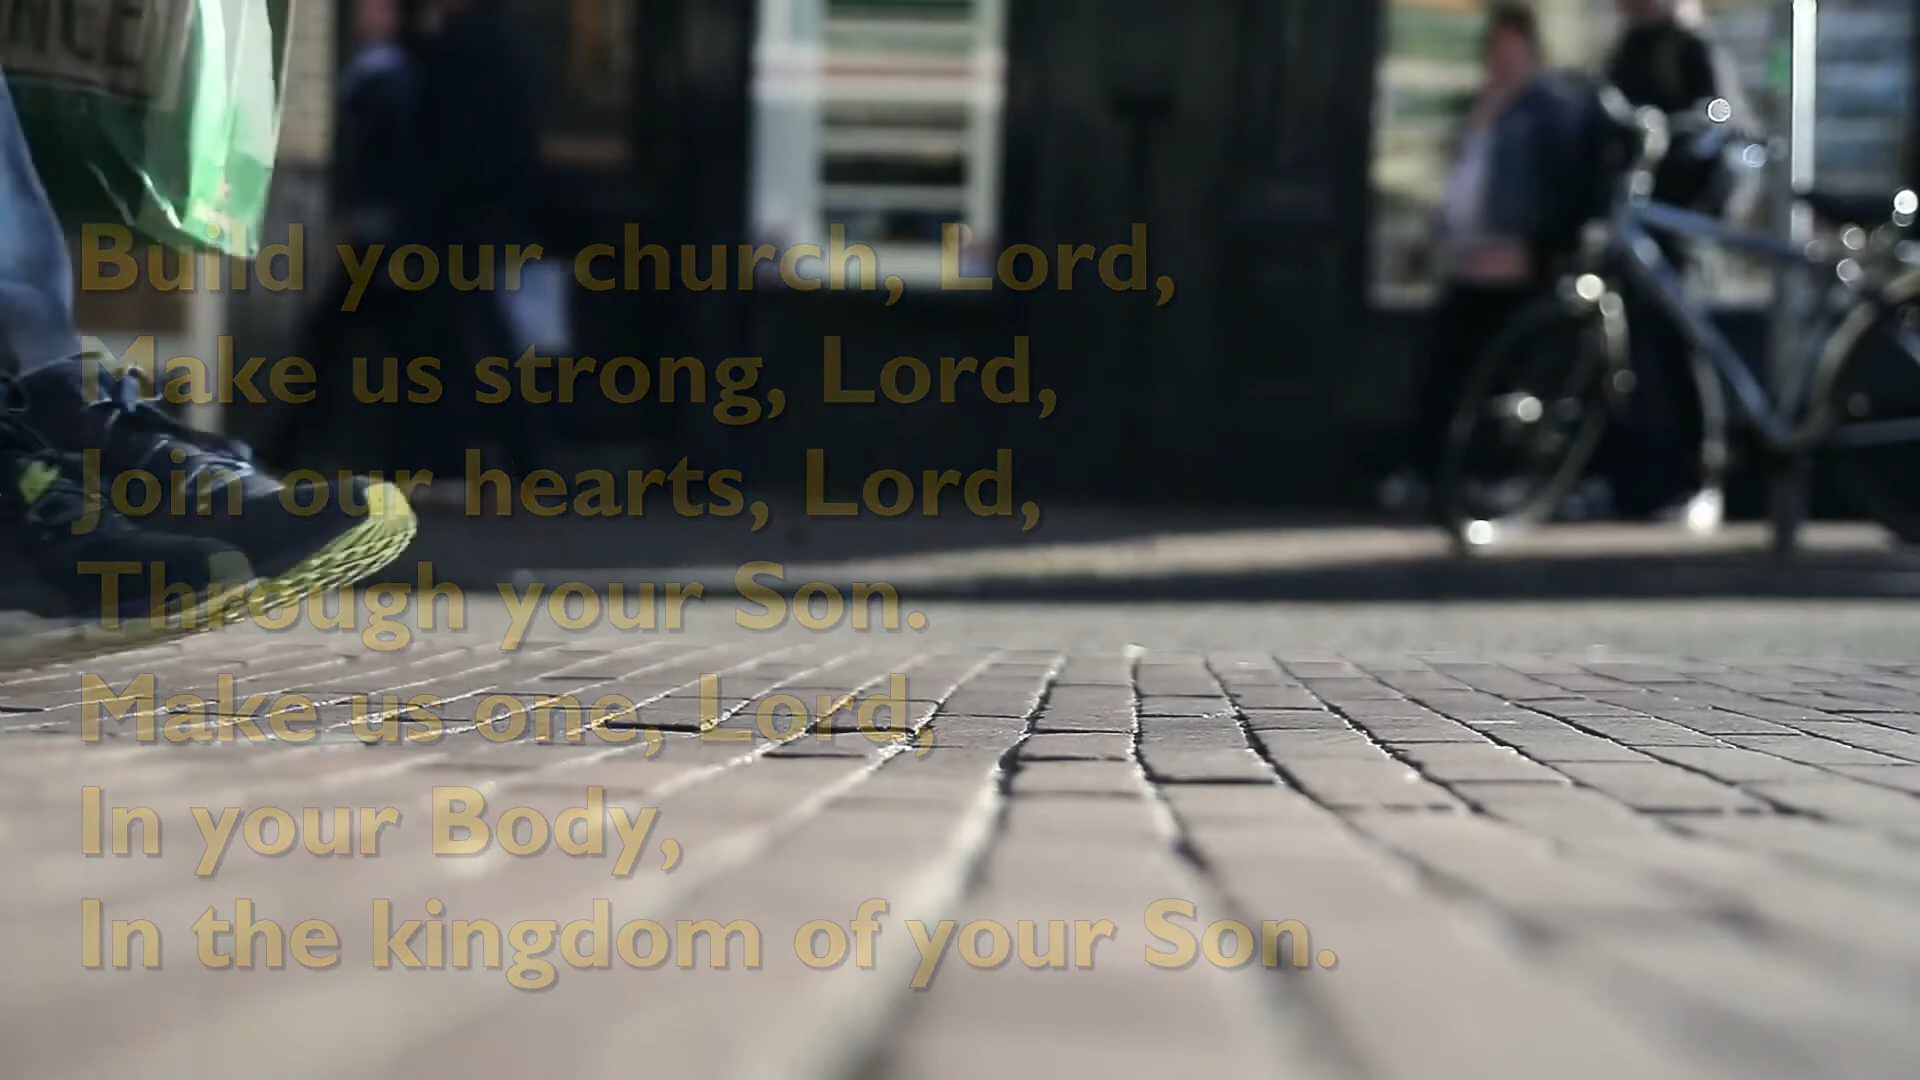 Build your church, Lord,
Make us strong, Lord,
Join our hearts, Lord,
Through your Son.
Make us one, Lord,
In your Body,
In the kingdom of your Son.